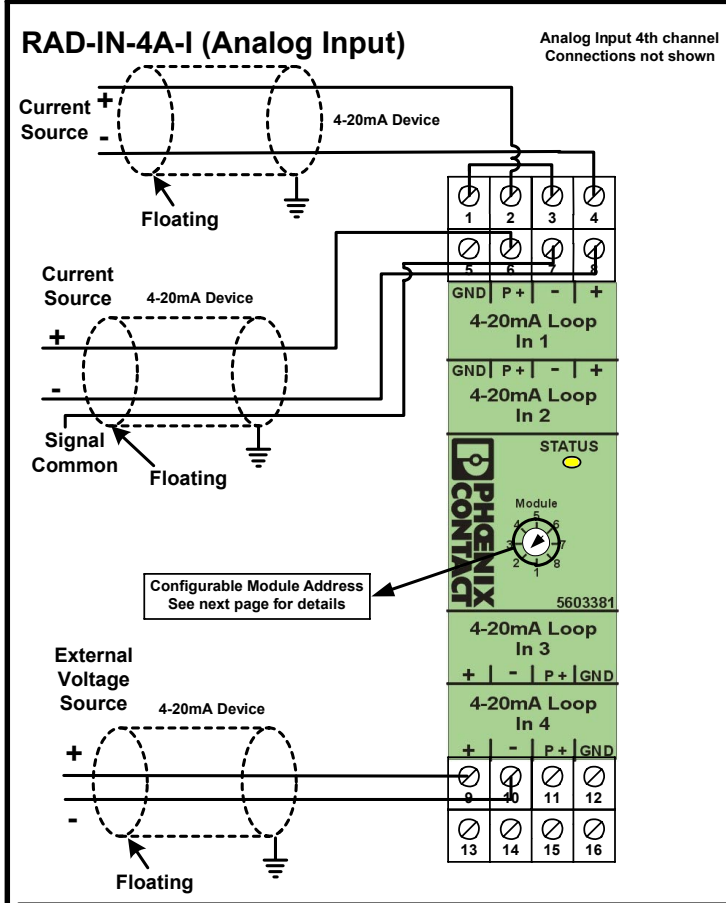 RAD-IN-4A-I (Analog Input)
Analog Input 4th channel
Connections not shown
Current
Source
+
-
4-20mA Device
Floating
1 2 3 4
5 6 7 8
Current
Source
4-20mA Device
+
-
Signal
Common
Floating
GND P + - +
4-20mA Loop
In 1
GND P + - +
4-20mA Loop
In 2
STATUS
PHŒNIX
CONTACT
Module
1 2 3 4 5 6 7 8
5603381
Configurable Module Address
See next page for details
4-20mA Loop
In 3
+ - P + GND
4-20mA Loop
In 4
+ - P + GND
External
Voltage
Source
4-20mA Device
+
-
Floating
9 10 11 12
13 14 15 16